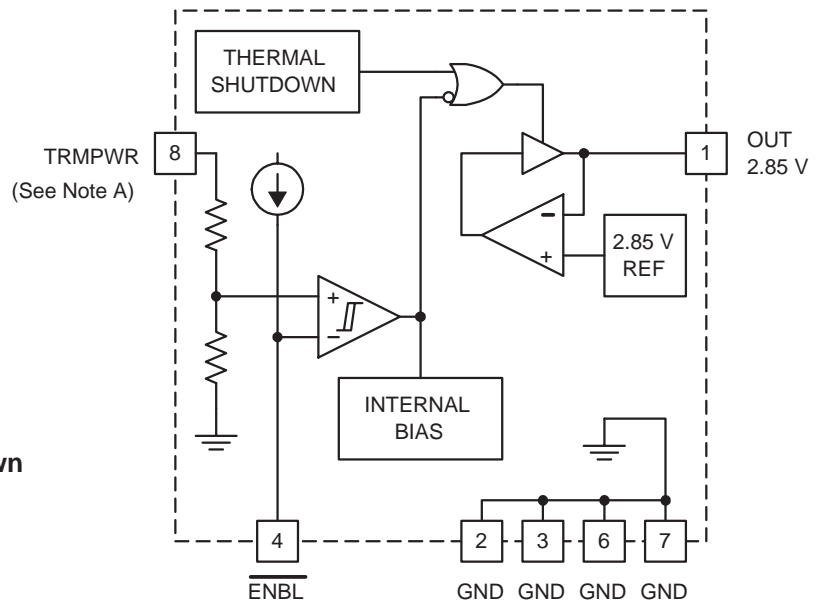 THERMAL
SHUTDOWN
TRMPWR
8
(See Note A)
1
OUT
2.85 V
−
+
2.85 V
REF
+
−
INTERNAL
BIAS
4
2
3
6
7
ENBL
GND
GND
GND
GND